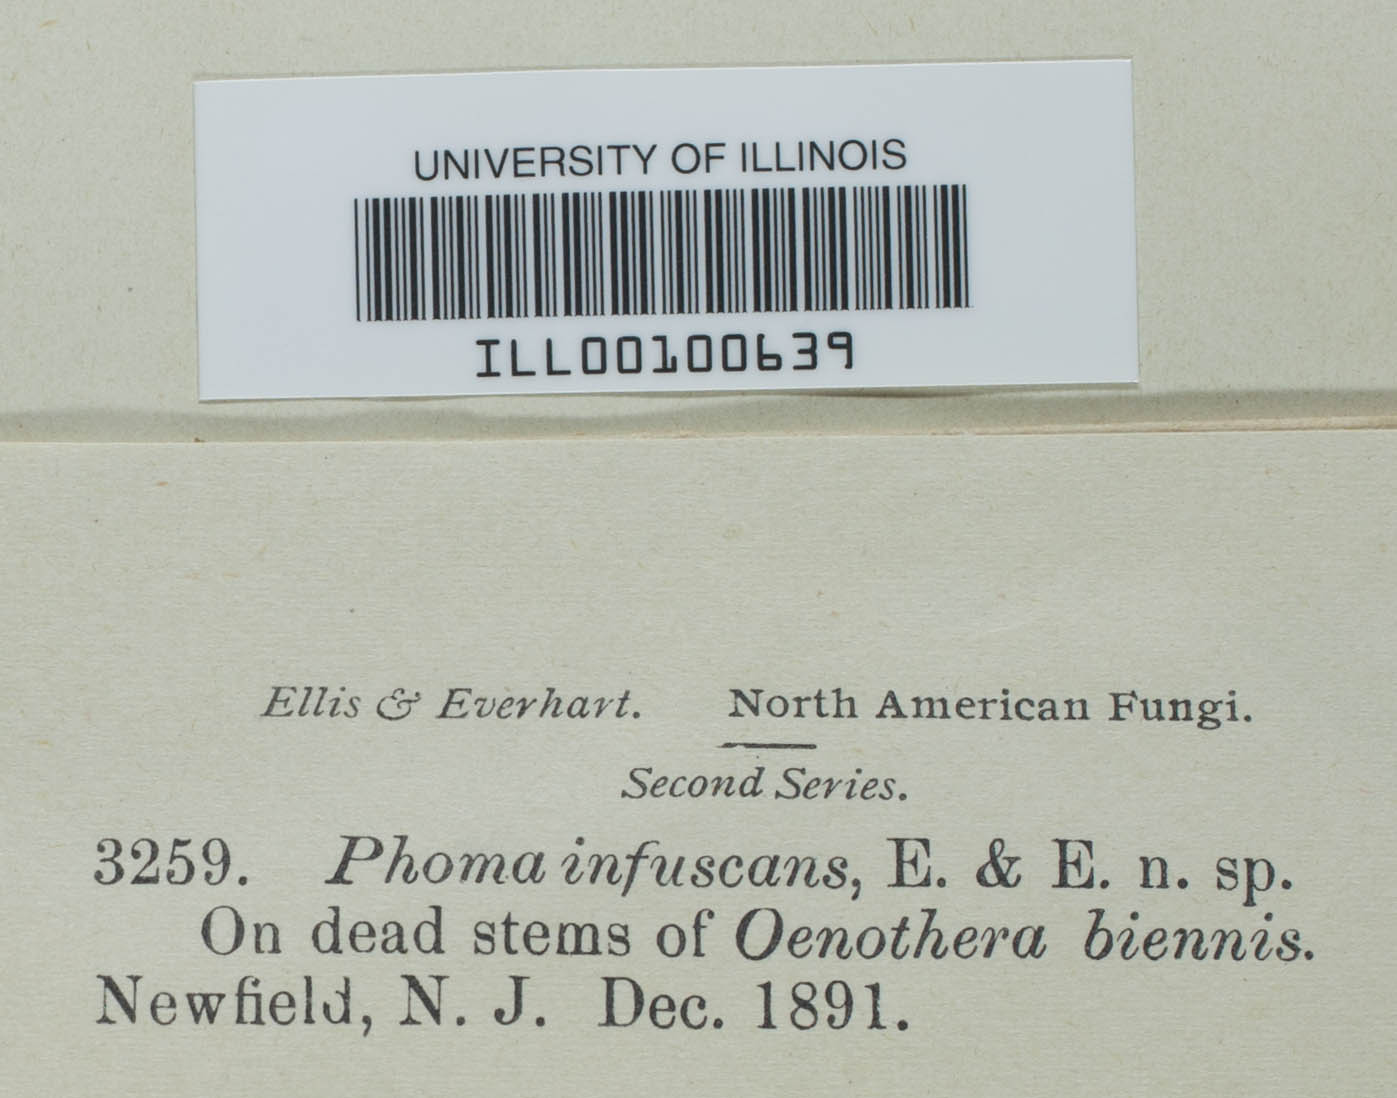 UNIVERSITY OF ILLINOIS
ILL00100639
Ellis & Everhart. North American Fungi.
Second Series.
3259. Phoma infuscans, E. & E. n. sp.
On dead stems of Oenothera biennis.
Newfield, N. J. Dec. 1891.